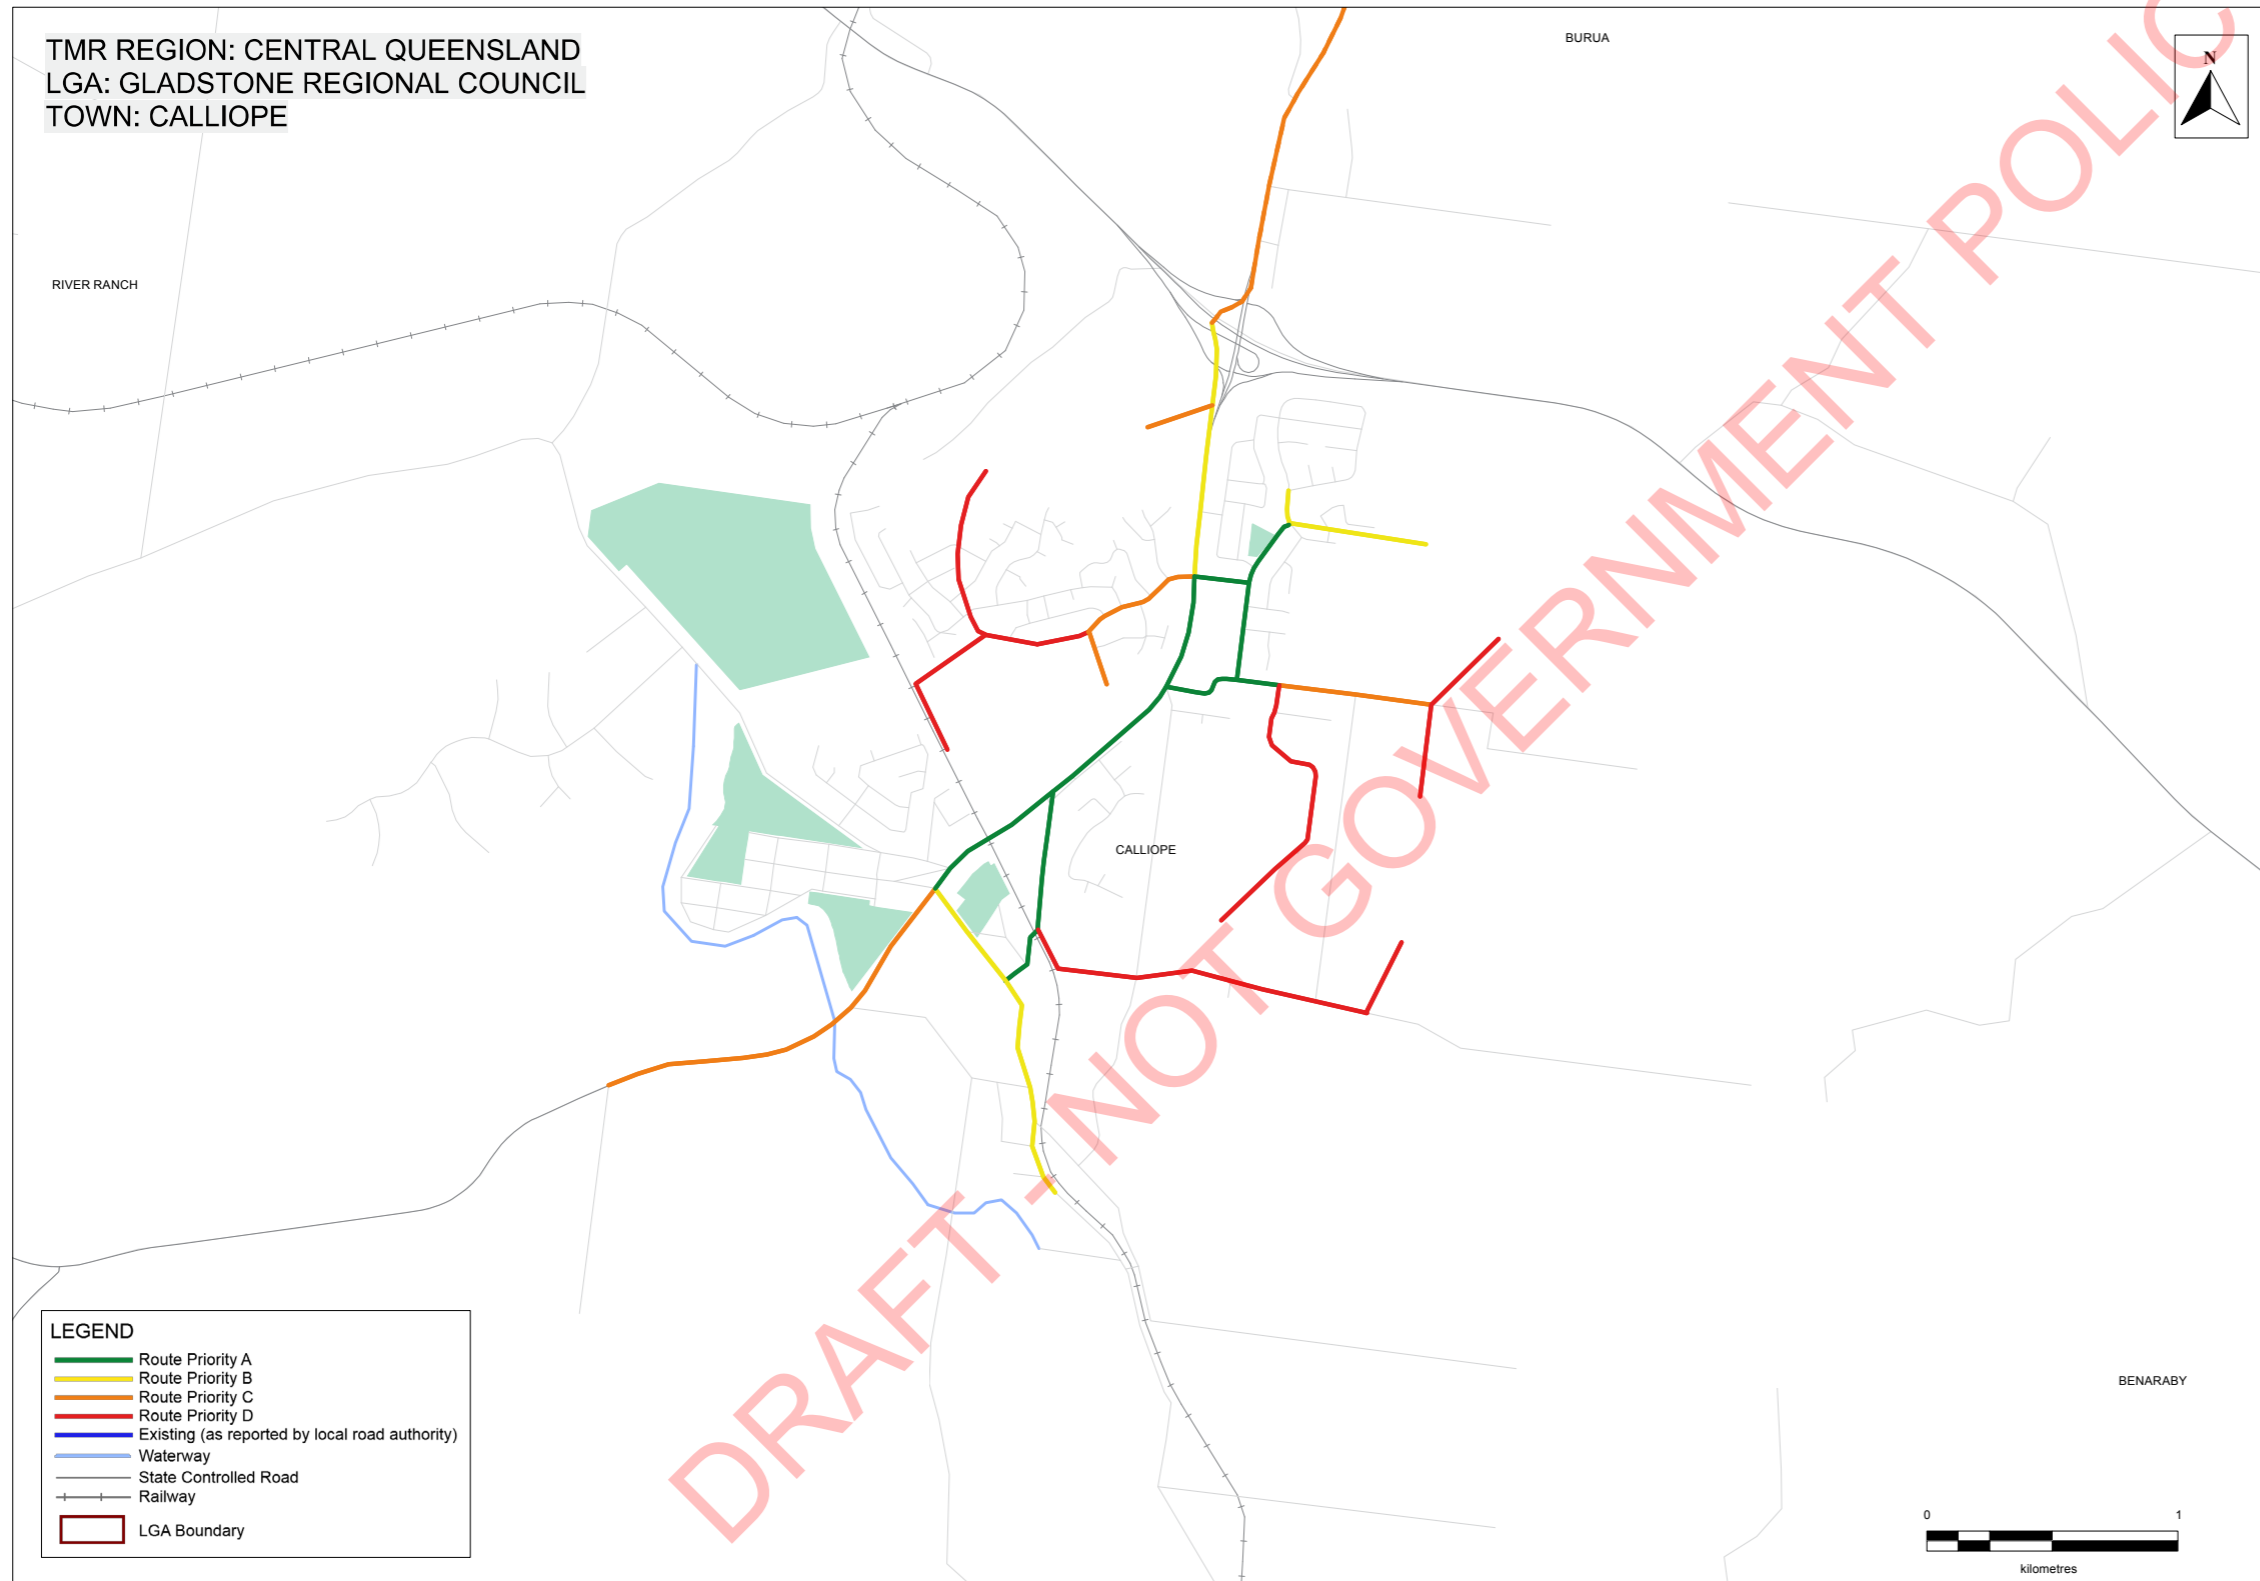 TMR REGION: CENTRAL QUEENSLAND
LGA: GLADSTONE REGIONAL COUNCIL
TOWN: CALLIOPE
BURUA
N
RIVER RANCH
CALLIOPE
BENARABY
DRAFT - NOT GOVERNMENT POLIC
LEGEND
Route Priority A
Route Priority B
Route Priority C
Route Priority D
Existing (as reported by local road authority)
Waterway
State Controlled Road
Railway
LGA Boundary
0 1
kilometres